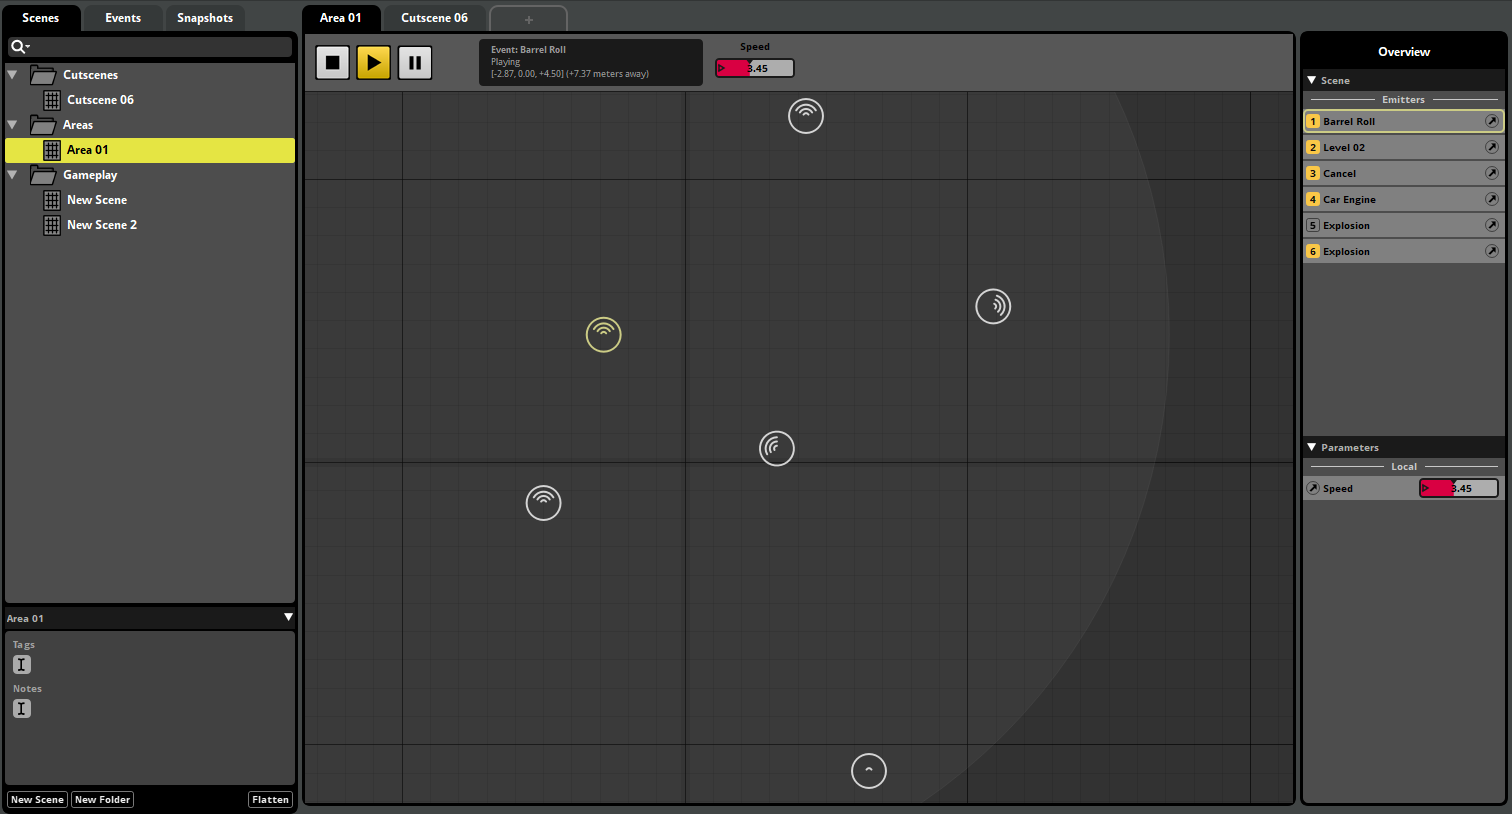 Scenes
Events
Snapshots
Cutscenes
Cutscene 06
Areas
Area 01
Gameplay
New Scene
New Scene 2
Area 01
Tags
Notes
New Scene
New Folder
Flatten
Area 01
Cutscene 06
+
Event: Barrel Roll
Playing
[-2.87, 0.00, +4.50] (+7.37 meters away)
Speed
3.45
Overview
Scene
Emitters
1 Barrel Roll
2 Level 02
3 Cancel
4 Car Engine
5 Explosion
6 Explosion
Parameters
Local
Speed 3.45